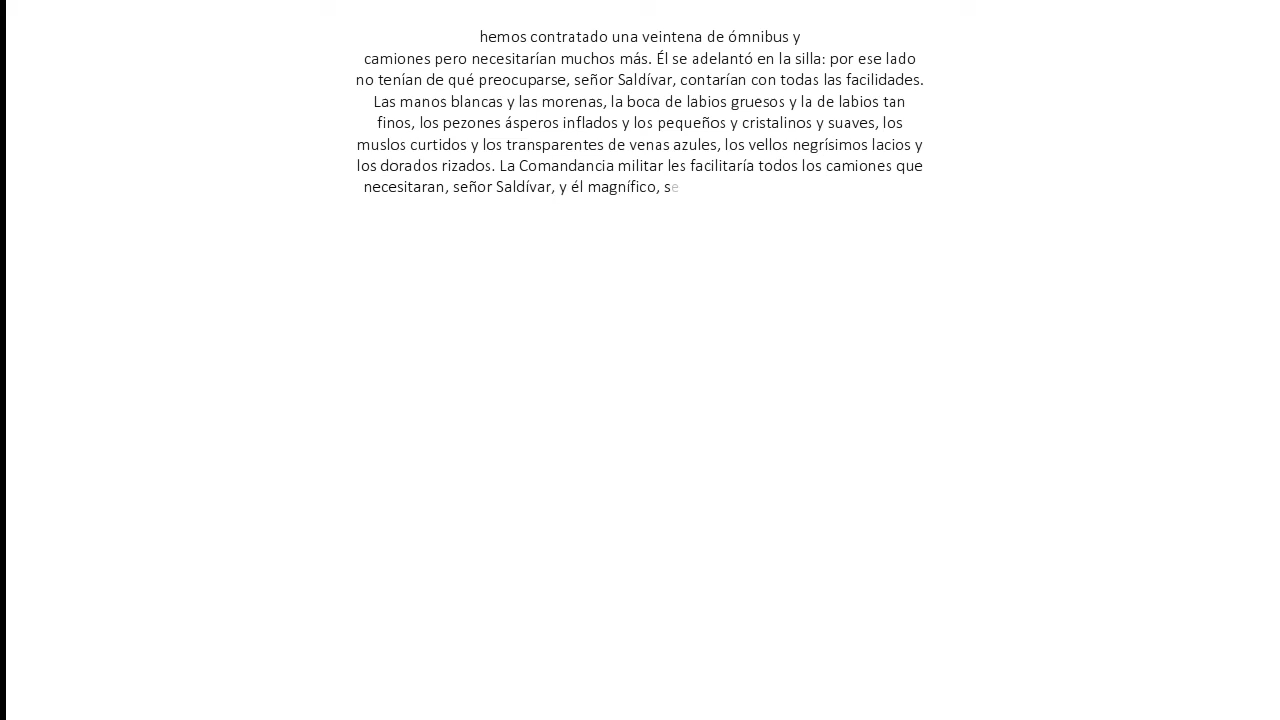 hemos contratado una veintena de ómnibus y
camiones pero necesitarían muchos más. Él se adelantó en la silla: por ese lado
no tenían de qué preocuparse, señor Saldívar, contarían con todas las facilidades.
Las manos blancas y las morenas, la boca de labios gruesos y la de labios tan
finos, los pezones ásperos inflados y los pequeños y cristalinos y suaves, los
muslos curtidos y los transparentes de venas azules, los vellos negrísimos lacios y
los dorados rizados. La Comandancia militar les facilitaría todos los camiones que
necesitaran, señor Saldívar, y él magnífico, se